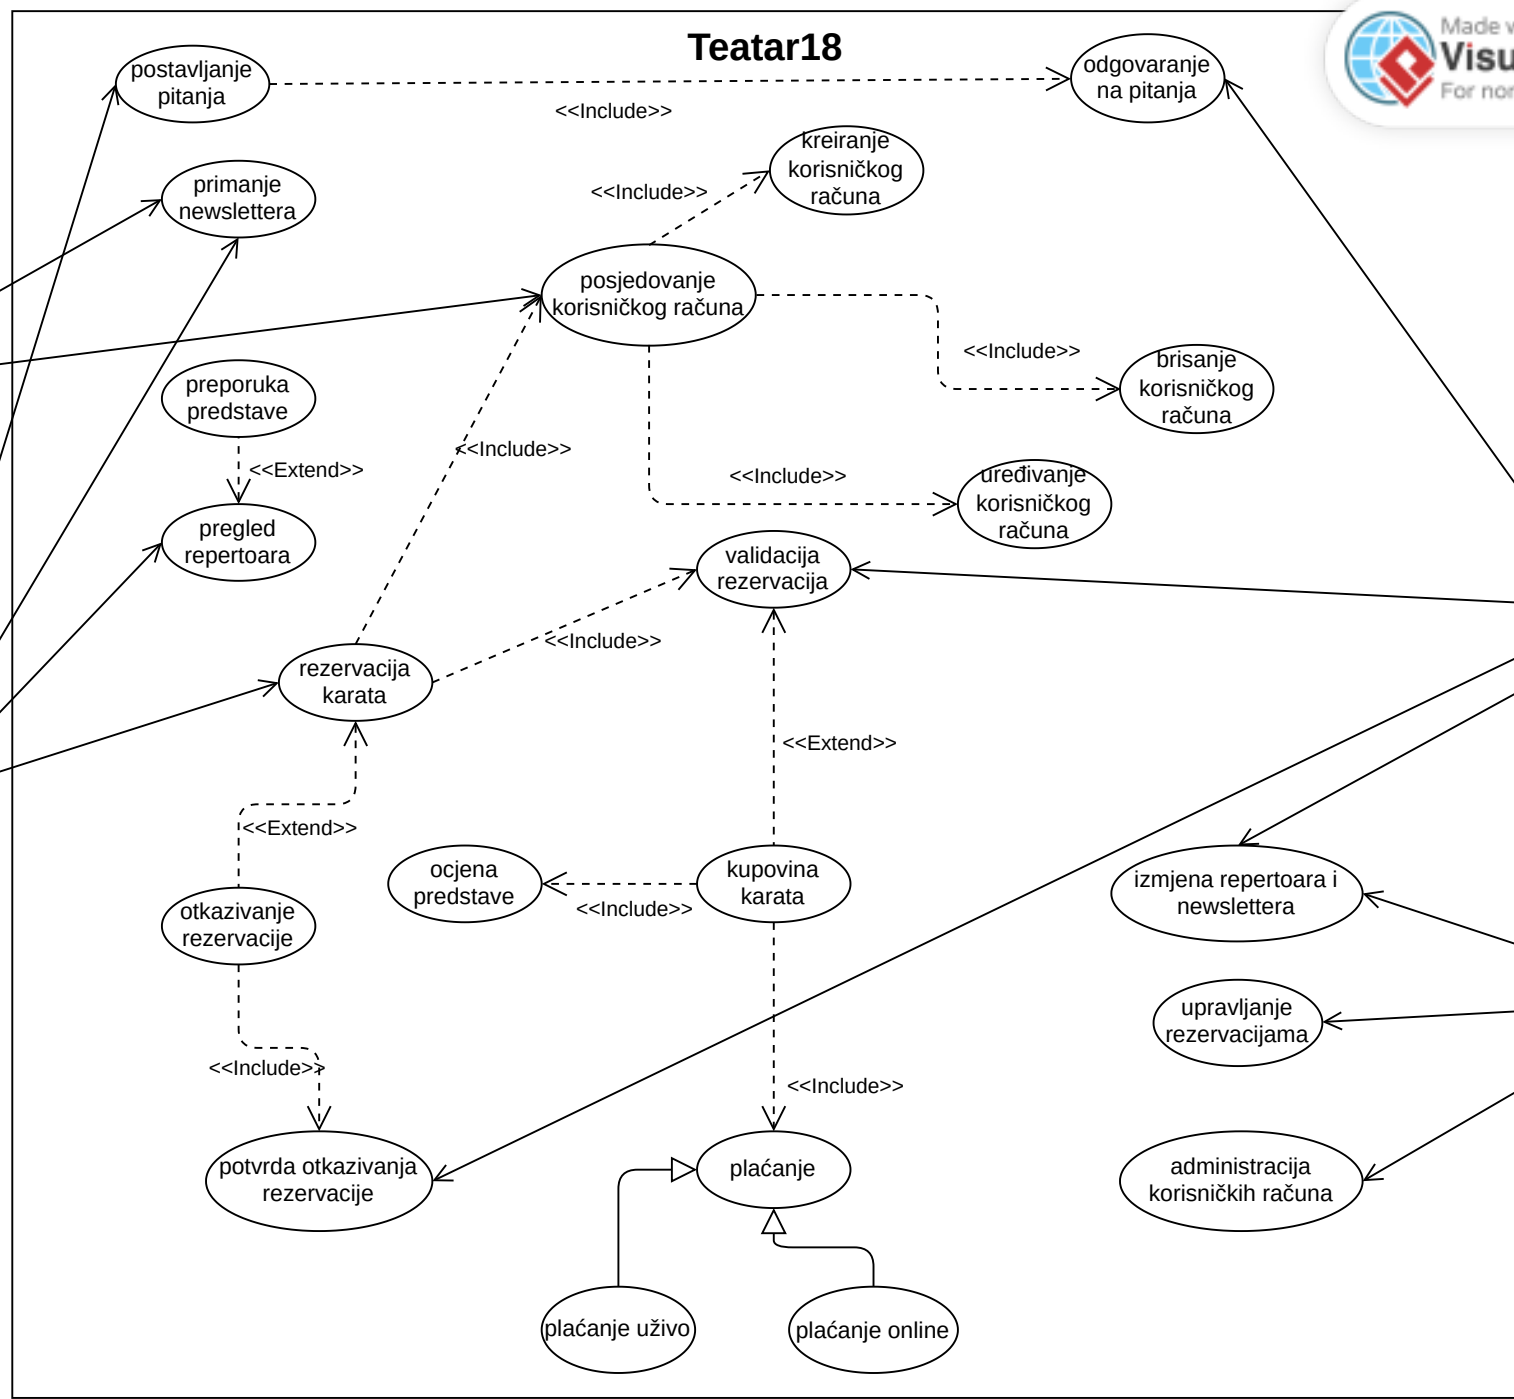 Teatar18
Made w
Visu
For nor
postavljanje
pitanja
<<Include>>
odgovaranje
na pitanja
kreiranje
korisničkog
računa
<<Include>>
primanje
newslettera
posjedovanje
korisničkog računa
<<Include>>
brisanje
korisničkog
računa
preporuka
predstave
<<Extend>>
<<Include>>
<<Include>>
uređivanje
korisničkog
računa
pregled
repertoara
validacija
rezervacija
<<Include>>
rezervacija
karata
<<Extend>>
<<Extend>>
ocjena
predstave
<<Include>>
kupovina
karata
izmjena repertoara i
newslettera
otkazivanje
rezervacije
upravljanje
rezervacijama
<<Include>>
<<Include>>
potvrda otkazivanja
rezervacije
plaćanje
administracija
korisničkih računa
plaćanje uživo
plaćanje online